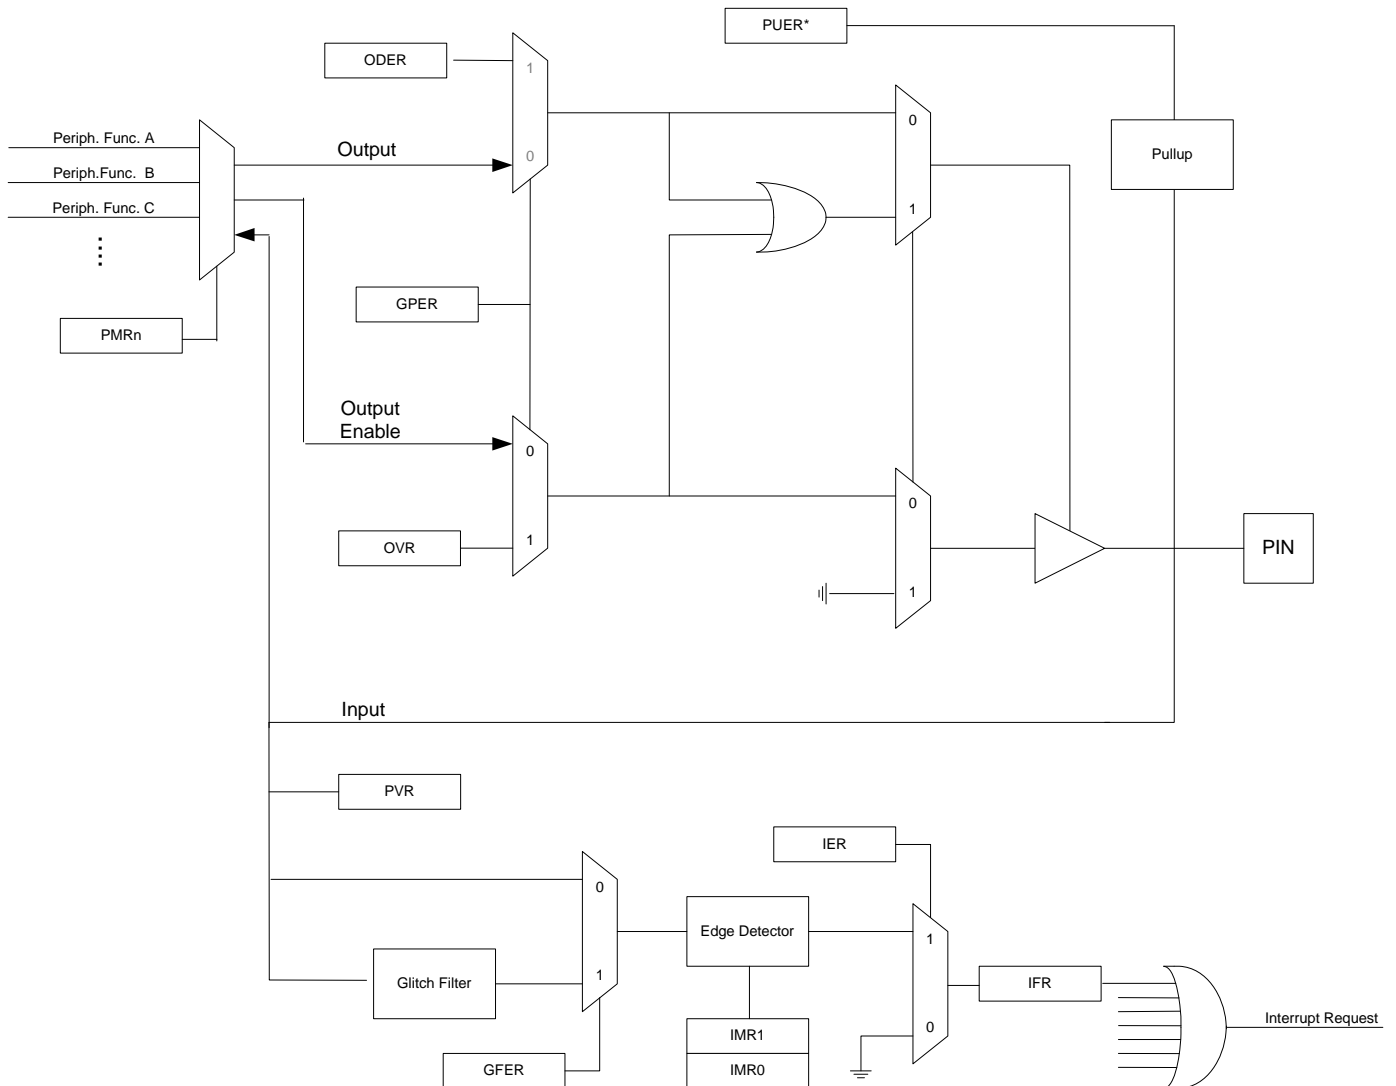 PUER*
ODER
1
0
Periph. Func. A
Output
Pullup
0
Periph.Func. B
Periph. Func. C
1
GPER
PMRn
Output
Enable
0
OVR
1
0
PIN
1
Input
PVR
IER
0
Edge Detector
1
Glitch Filter
1
IFR
Interrupt Request
IMR1
0
GFER
IMR0